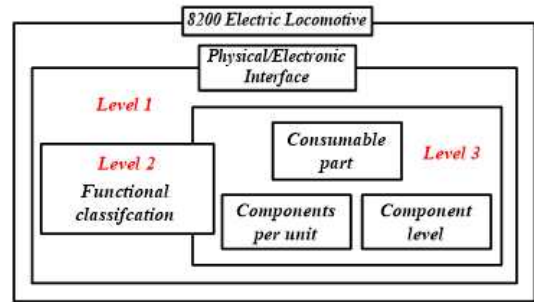 8200 Electric Locomotive
Physical/Electronic
Interface
Level 1
Level 2
Functional
classifcation
Consumable
part
Level 3
Components
per unit
Component
level